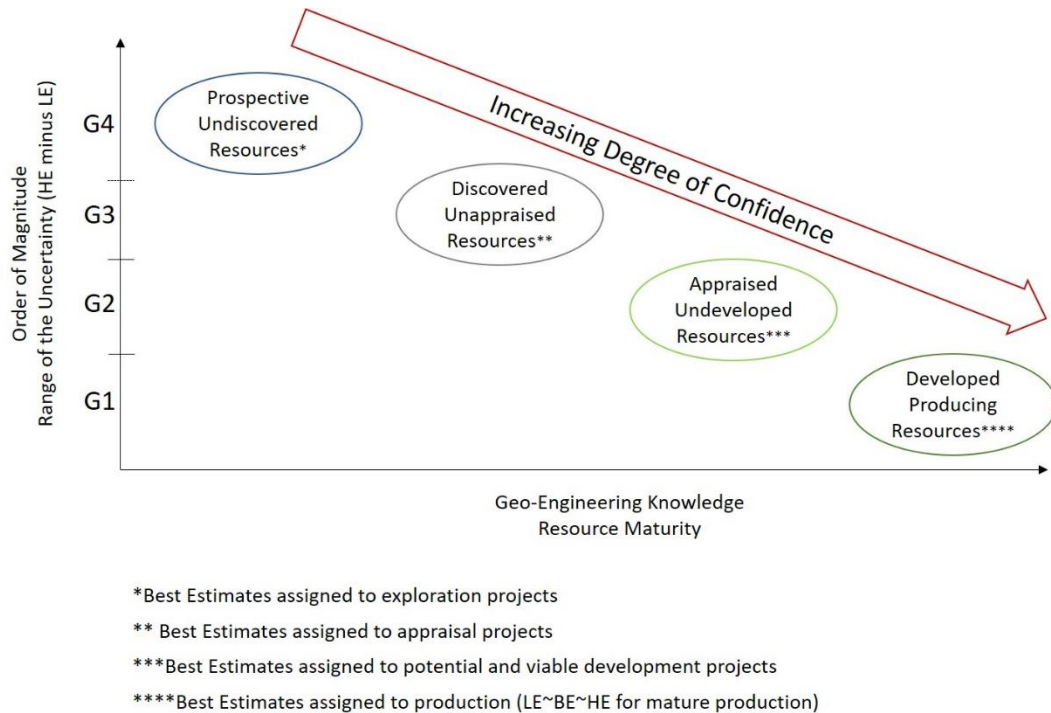 Order of Magnitude
Range of the Uncertainty (HE minus LE)
G4
G3
G2
G1
Prospective
Undiscovered
Resources*
Discovered
Unappraised
Resources**
Appraised
Undeveloped
Resources***
Developed
Producing
Resources****
Increasing Degree of Confidence
Geo-Engineering Knowledge
Resource Maturity
*Best Estimates assigned to exploration projects
** Best Estimates assigned to appraisal projects
***Best Estimates assigned to potential and viable development projects
****Best Estimates assigned to production (LE~BE~HE for mature production)